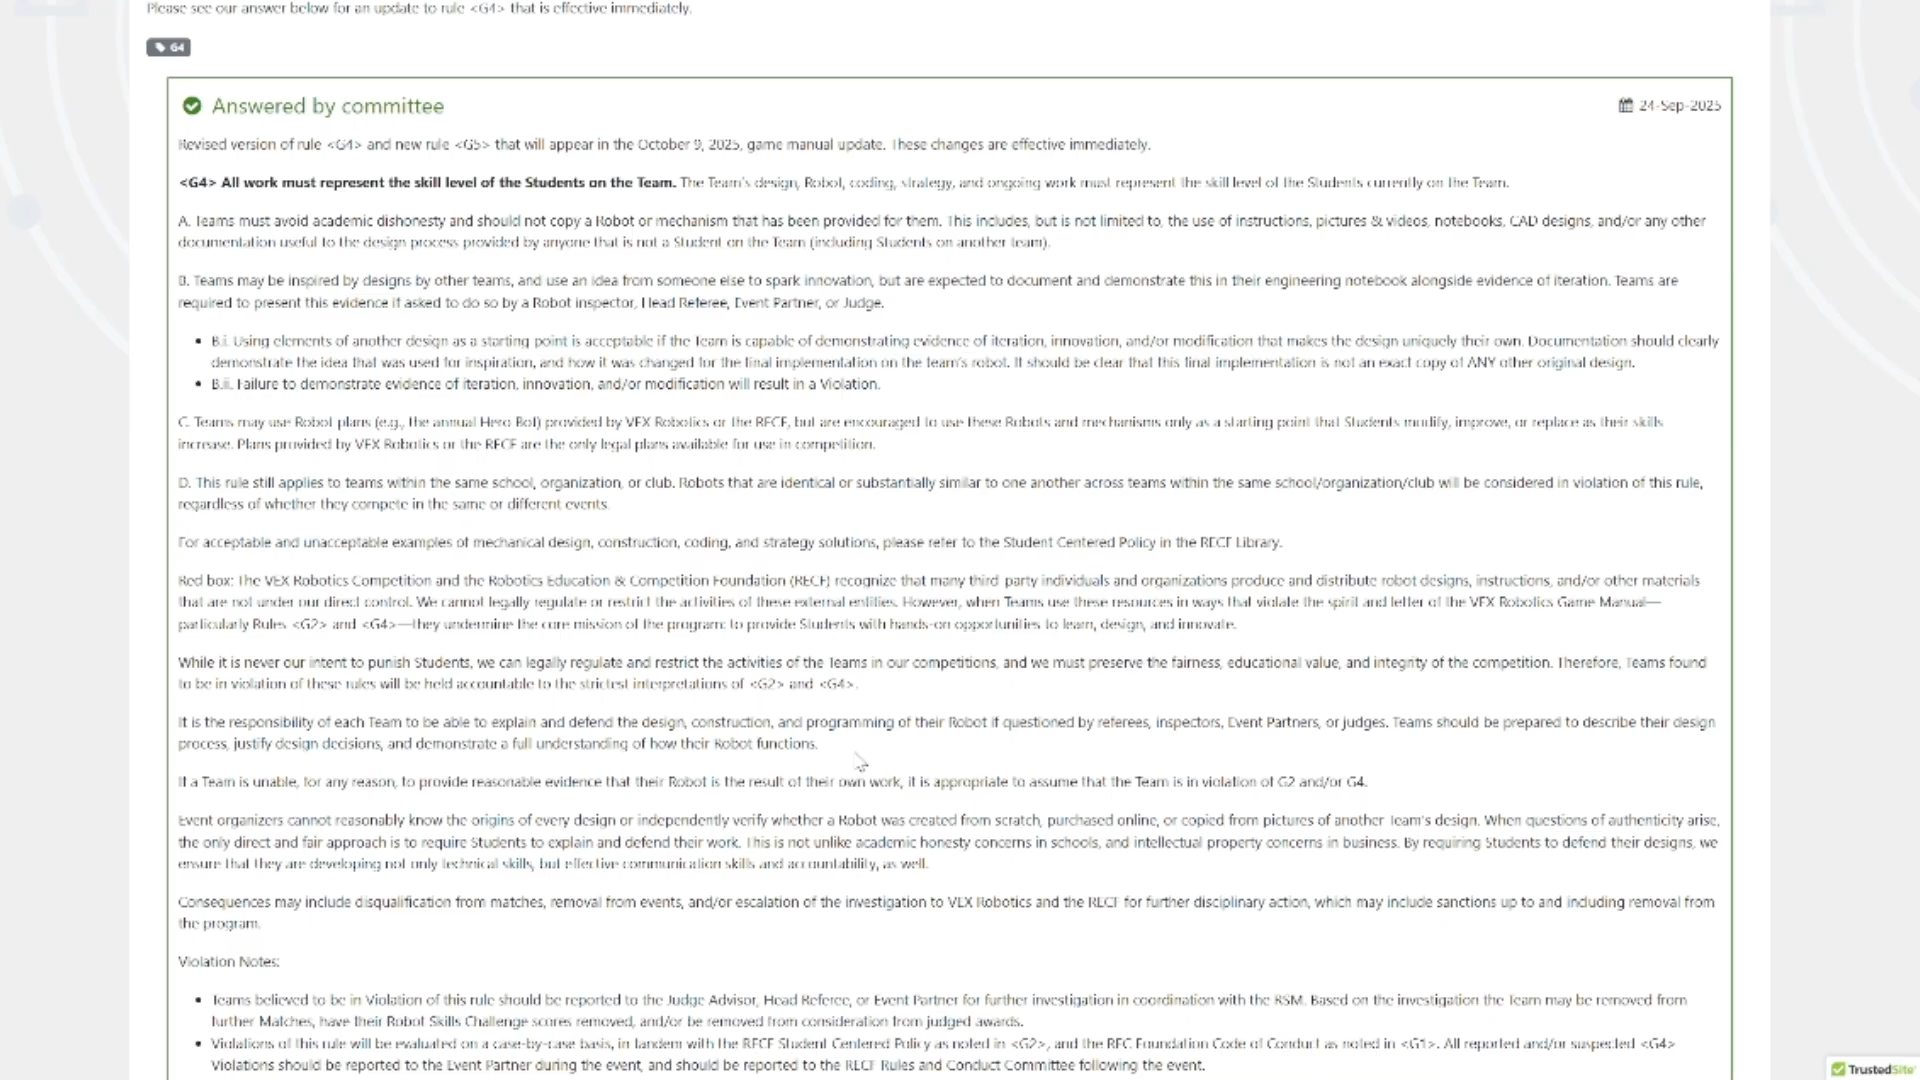 Please see our answer below for an update to rule <G4> that is effective immediately.
G4
Answered by committee
24-Sep-2025
Revised version of rule <G4> and new rule <G5> that will appear in the October 9, 2025, game manual update. These changes are effective immediately.
<G4> All work must represent the skill level of the Students on the Team. The Team's design, Robot, coding, strategy, and ongoing work must represent the skill level of the Students currently on the Team.
A. Teams must avoid academic dishonesty and should not copy a Robot or mechanism that has been provided for them. This includes, but is not limited to, the use of instructions, pictures & videos, notebooks, CAD designs, and/or any other
documentation useful to the design process provided by anyone that is not a Student on the Team (including Students on another team).
B. Teams may be inspired by designs by other teams, and use an idea from someone else to spark innovation, but are expected to document and demonstrate this in their engineering notebook alongside evidence of iteration. Teams are
required to present this evidence if asked to do so by a Robot inspector, Head Referee, Event Partner, or Judge.
• B.i. Using elements of another design as a starting point is acceptable if the Team is capable of demonstrating evidence of iteration, innovation, and/or modification that makes the design uniquely their own. Documentation should clearly
demonstrate the idea that was used for inspiration, and how it was changed for the final implementation on the team's robot. It should be clear that this final implementation is not an exact copy of ANY other original design.
• B.ii. Failure to demonstrate evidence of iteration, innovation, and/or modification will result in a Violation.
C. Teams may use Robot plans (e.g., the annual Hero Bot) provided by VEX Robotics or the RECF, but are encouraged to use these Robots and mechanisms only as a starting point that Students modify, improve, or replace as their skills
increase. Plans provided by VEX Robotics or the RECF are the only legal plans available for use in competition.
D. This rule still applies to teams within the same school, organization, or club. Robots that are identical or substantially similar to one another across teams within the same school/organization/club will be considered in violation of this rule,
regardless of whether they compete in the same or different events.
For acceptable and unacceptable examples of mechanical design, construction, coding, and strategy solutions, please refer to the Student Centered Policy in the RECF Library.
Red box: The VEX Robotics Competition and the Robotics Education & Competition Foundation (RECF) recognize that many third-party individuals and organizations produce and distribute robot designs, instructions, and/or other materials
that are not under our direct control. We cannot legally regulate or restrict the activities of these external entities. However, when Teams use these resources in ways that violate the spirit and letter of the VEX Robotics Game Manual—
particularly Rules <G2> and <G4>—they undermine the core mission of the program: to provide Students with hands-on opportunities to learn, design, and innovate.
While it is never our intent to punish Students, we can legally regulate and restrict the activities of the Teams in our competitions, and we must preserve the fairness, educational value, and integrity of the competition. Therefore, Teams found
to be in violation of these rules will be held accountable to the strictest interpretations of <G2> and <G4>.
It is the responsibility of each Team to be able to explain and defend the design, construction, and programming of their Robot if questioned by referees, inspectors, Event Partners, or judges. Teams should be prepared to describe their design
process, justify design decisions, and demonstrate a full understanding of how their Robot functions.
If a Team is unable, for any reason, to provide reasonable evidence that their Robot is the result of their own work, it is appropriate to assume that the Team is in violation of G2 and/or G4.
Event organizers cannot reasonably know the origins of every design or independently verify whether a Robot was created from scratch, purchased online, or copied from pictures of another Team's design. When questions of authenticity arise,
the only direct and fair approach is to require Students to explain and defend their work. This is not unlike academic honesty concerns in schools, and intellectual property concerns in business. By requiring Students to defend their designs, we
ensure that they are developing not only technical skills, but effective communication skills and accountability, as well.
Consequences may include disqualification from matches, removal from events, and/or escalation of the investigation to VEX Robotics and the RECF for further disciplinary action, which may include sanctions up to and including removal from
the program.
Violation Notes:
• Teams believed to be in Violation of this rule should be reported to the Judge Advisor, Head Referee, or Event Partner for further investigation in coordination with the RSM. Based on the investigation the Team may be removed from
further Matches, have their Robot Skills Challenge scores removed, and/or be removed from consideration from judged awards.
• Violations of this rule will be evaluated on a case-by-case basis, in tandem with the RECF Student Centered Policy as noted in <G2>, and the REC Foundation Code of Conduct as noted in <G1>. All reported and/or suspected <G4>
Violations should be reported to the Event Partner during the event, and should be reported to the RECF Rules and Conduct Committee following the event.
TrustedSite